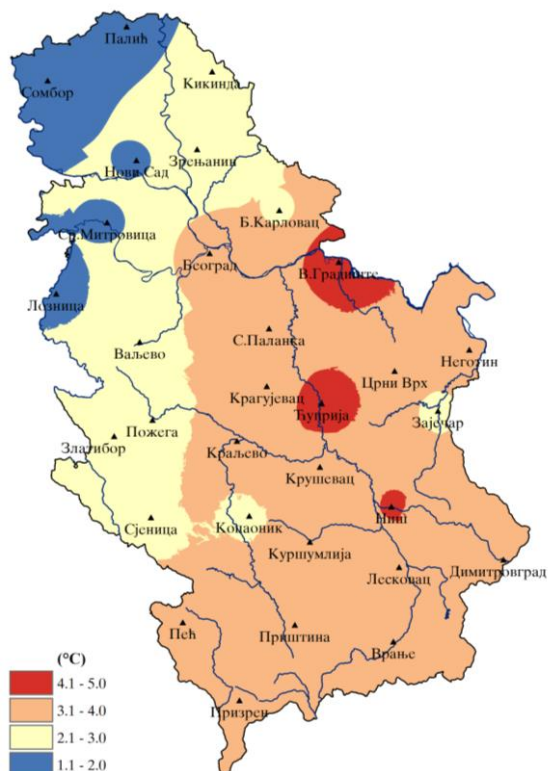 Палић
Сомбор
Кикинда
Зрењанин
Нови Сад
Ср.Митровица
Б.Карловац
Београд
В.Градиште
Лозница
С.Паланка
Ваљево
Неготин
Црни Врх
Крагујевац
Ћуприја
Зајечар
Пожега
Златибор
Краљево
Крушевац
Сјеница
Копаоник
Ниш
Куршумлија
Димитровград
Лесковац
Пећ
Приштина
Врање
Призрен
(°C)
4.1 - 5.0
3.1 - 4.0
2.1 - 3.0
1.1 - 2.0